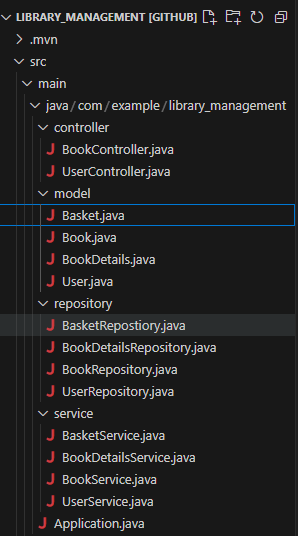 LIBRARY_MANAGEMENT [GITHUB]
.mvn
src
main
java/com/example/library_management
controller
BookController.java
UserController.java
model
Basket.java
Book.java
BookDetails.java
User.java
repository
BasketRepostiory.java
BookDetailsRepository.java
BookRepository.java
UserRepository.java
service
BasketService.java
BookDetailsService.java
BookService.java
UserService.java
Application.java